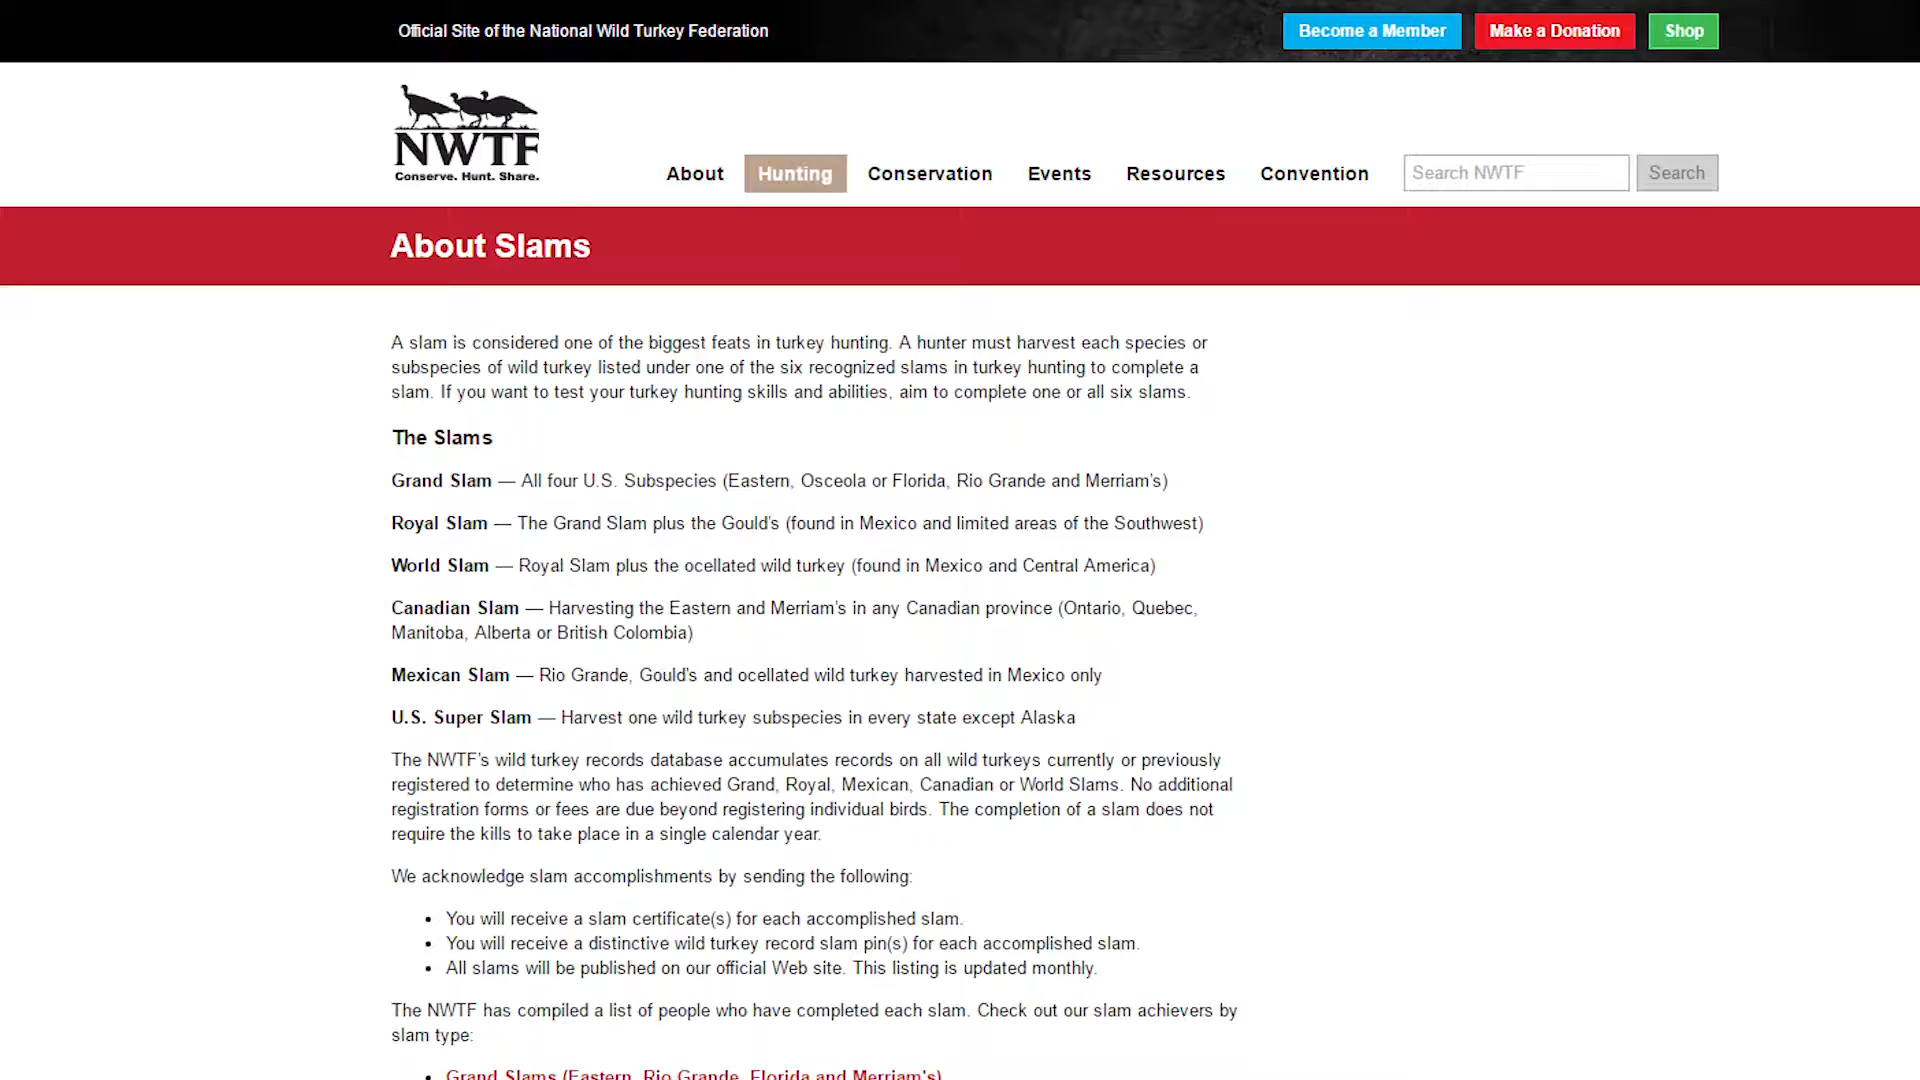 Official Site of the National Wild Turkey Federation
Become a Member
Make a Donation
Shop
NWTF
Conserve. Hunt. Share.
About
Hunting
Conservation
Events
Resources
Convention
Search NWTF
Search
About Slams
A slam is considered one of the biggest feats in turkey hunting. A hunter must harvest each species or
subspecies of wild turkey listed under one of the six recognized slams in turkey hunting to complete a
slam. If you want to test your turkey hunting skills and abilities, aim to complete one or all six slams.
The Slams
Grand Slam — All four U.S. Subspecies (Eastern, Osceola or Florida, Rio Grande and Merriam's)
Royal Slam — The Grand Slam plus the Gould's (found in Mexico and limited areas of the Southwest)
World Slam — Royal Slam plus the ocellated wild turkey (found in Mexico and Central America)
Canadian Slam — Harvesting the Eastern and Merriam's in any Canadian province (Ontario, Quebec,
Manitoba, Alberta or British Colombia)
Mexican Slam — Rio Grande, Gould's and ocellated wild turkey harvested in Mexico only
U.S. Super Slam — Harvest one wild turkey subspecies in every state except Alaska
The NWTF's wild turkey records database accumulates records on all wild turkeys currently or previously
registered to determine who has achieved Grand, Royal, Mexican, Canadian or World Slams. No additional
registration forms or fees are due beyond registering individual birds. The completion of a slam does not
require the kills to take place in a single calendar year.
We acknowledge slam accomplishments by sending the following:
• You will receive a slam certificate(s) for each accomplished slam.
• You will receive a distinctive wild turkey record slam pin(s) for each accomplished slam.
• All slams will be published on our official Web site. This listing is updated monthly.
The NWTF has compiled a list of people who have completed each slam. Check out our slam achievers by
slam type:
• Grand Slams (Eastern, Rio Grande, Florida and Merriam's)